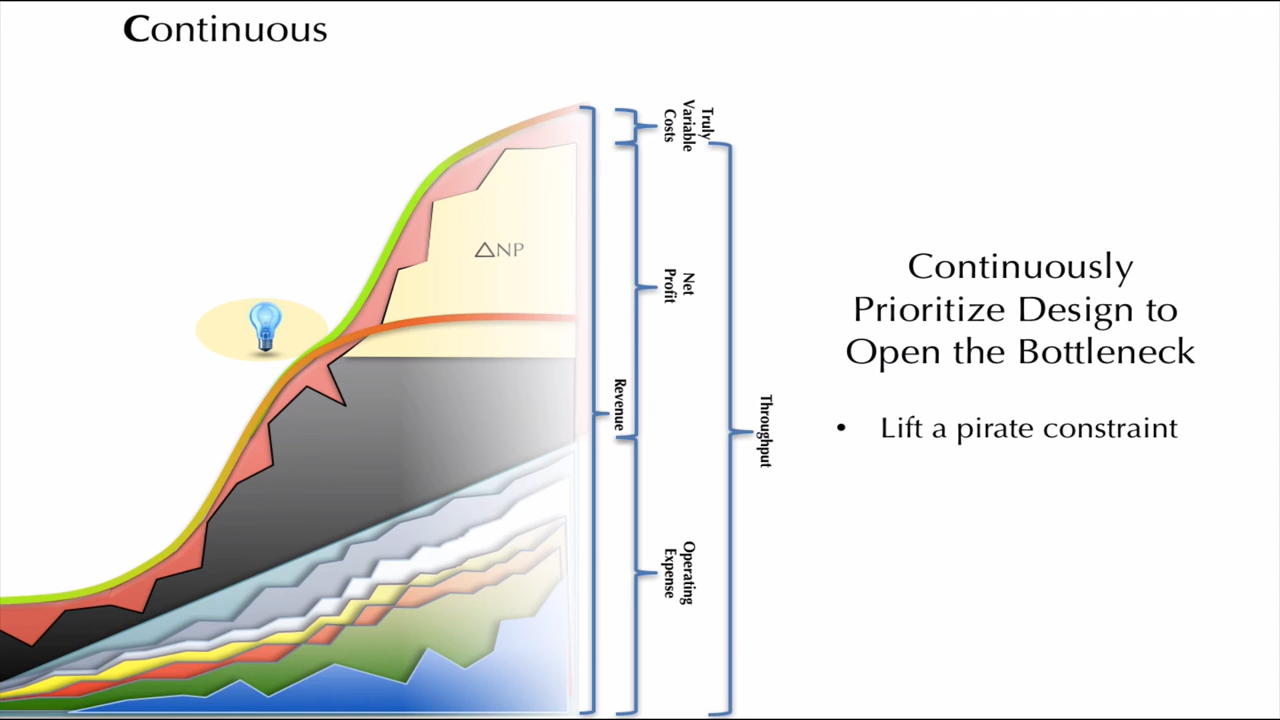 Continuous
Truly
Variable
Costs
△NP
Net
Profit
Revenue
Throughput
Operating
Expense
Continuously
Prioritize Design to
Open the Bottleneck
• Lift a pirate constraint